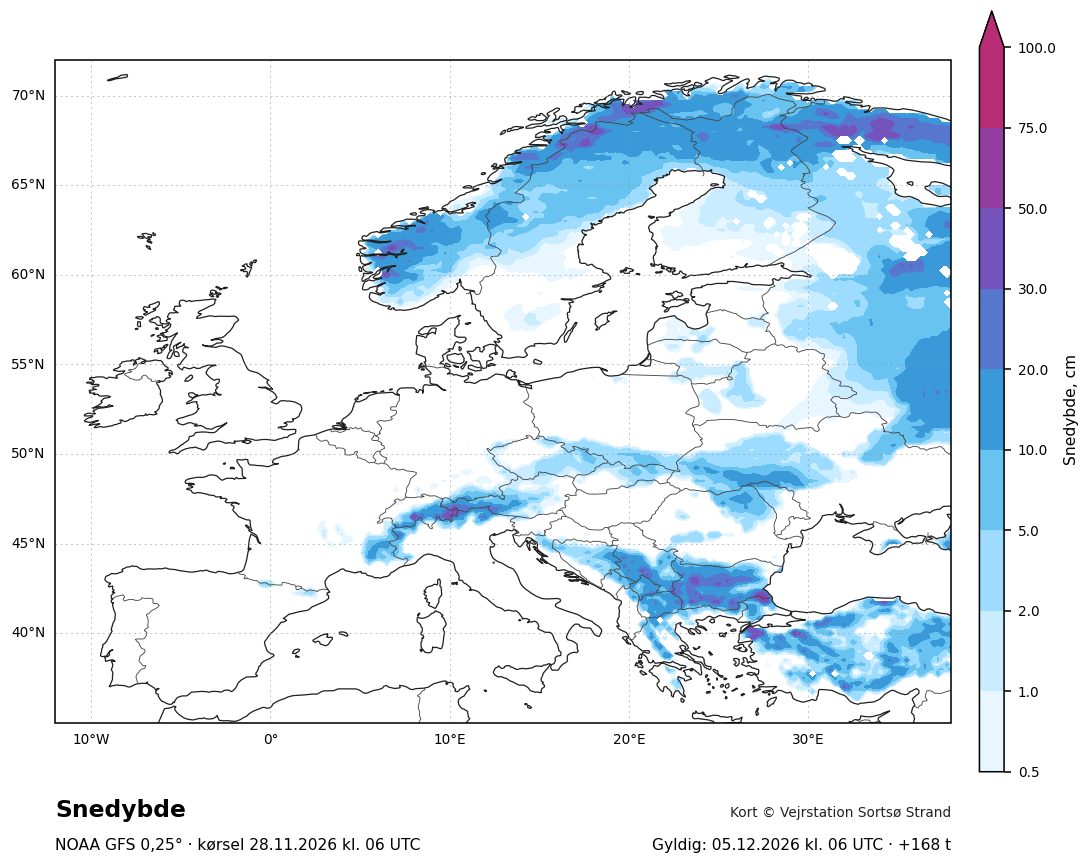 100.0
75.0
50.0
30.0
20.0
10.0
5.0
2.0
1.0
0.5
Snedybde, cm
70°N
65°N
60°N
55°N
50°N
45°N
40°N
10°W 0° 10°E 20°E 30°E
Snedybde
Kort © Vejrstation Sortsø Strand
NOAA GFS 0,25° · kørsel 28.11.2026 kl. 06 UTC
Gyldig: 05.12.2026 kl. 06 UTC · +168 t